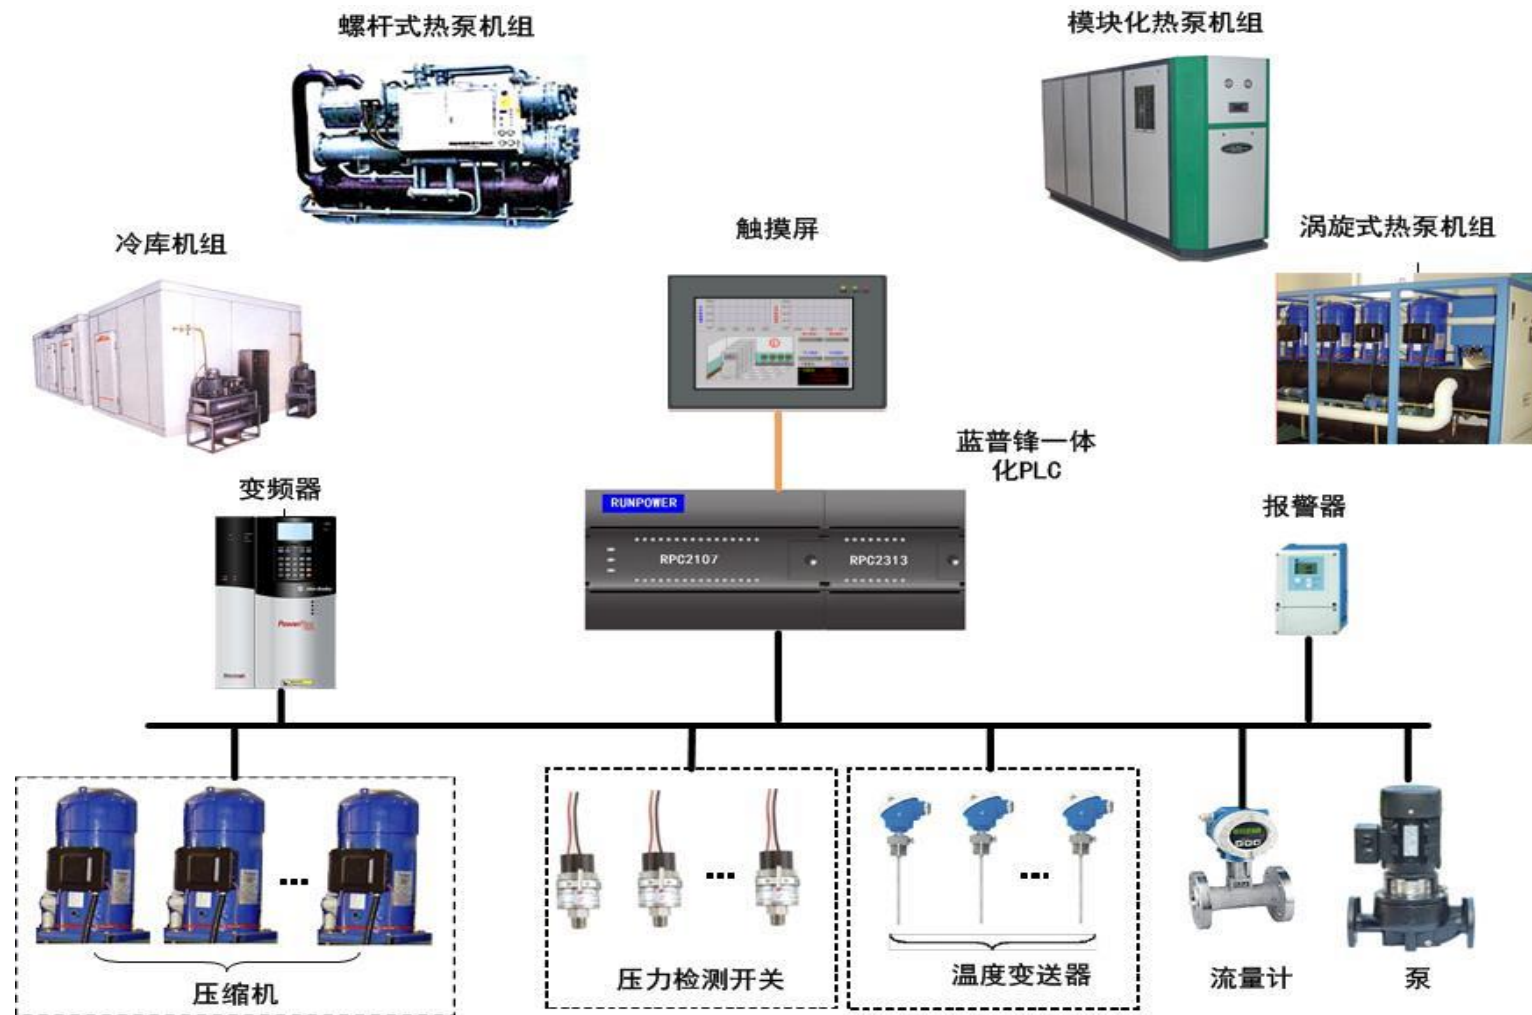 螺杆式热泵机组
模块化热泵机组
冷库机组
触摸屏
涡旋式热泵机组
变频器
蓝普锋一体
化PLC
报警器
RUNPOWER
RPC2107
RPC2313
压缩机
压力检测开关
温度变送器
流量计
泵